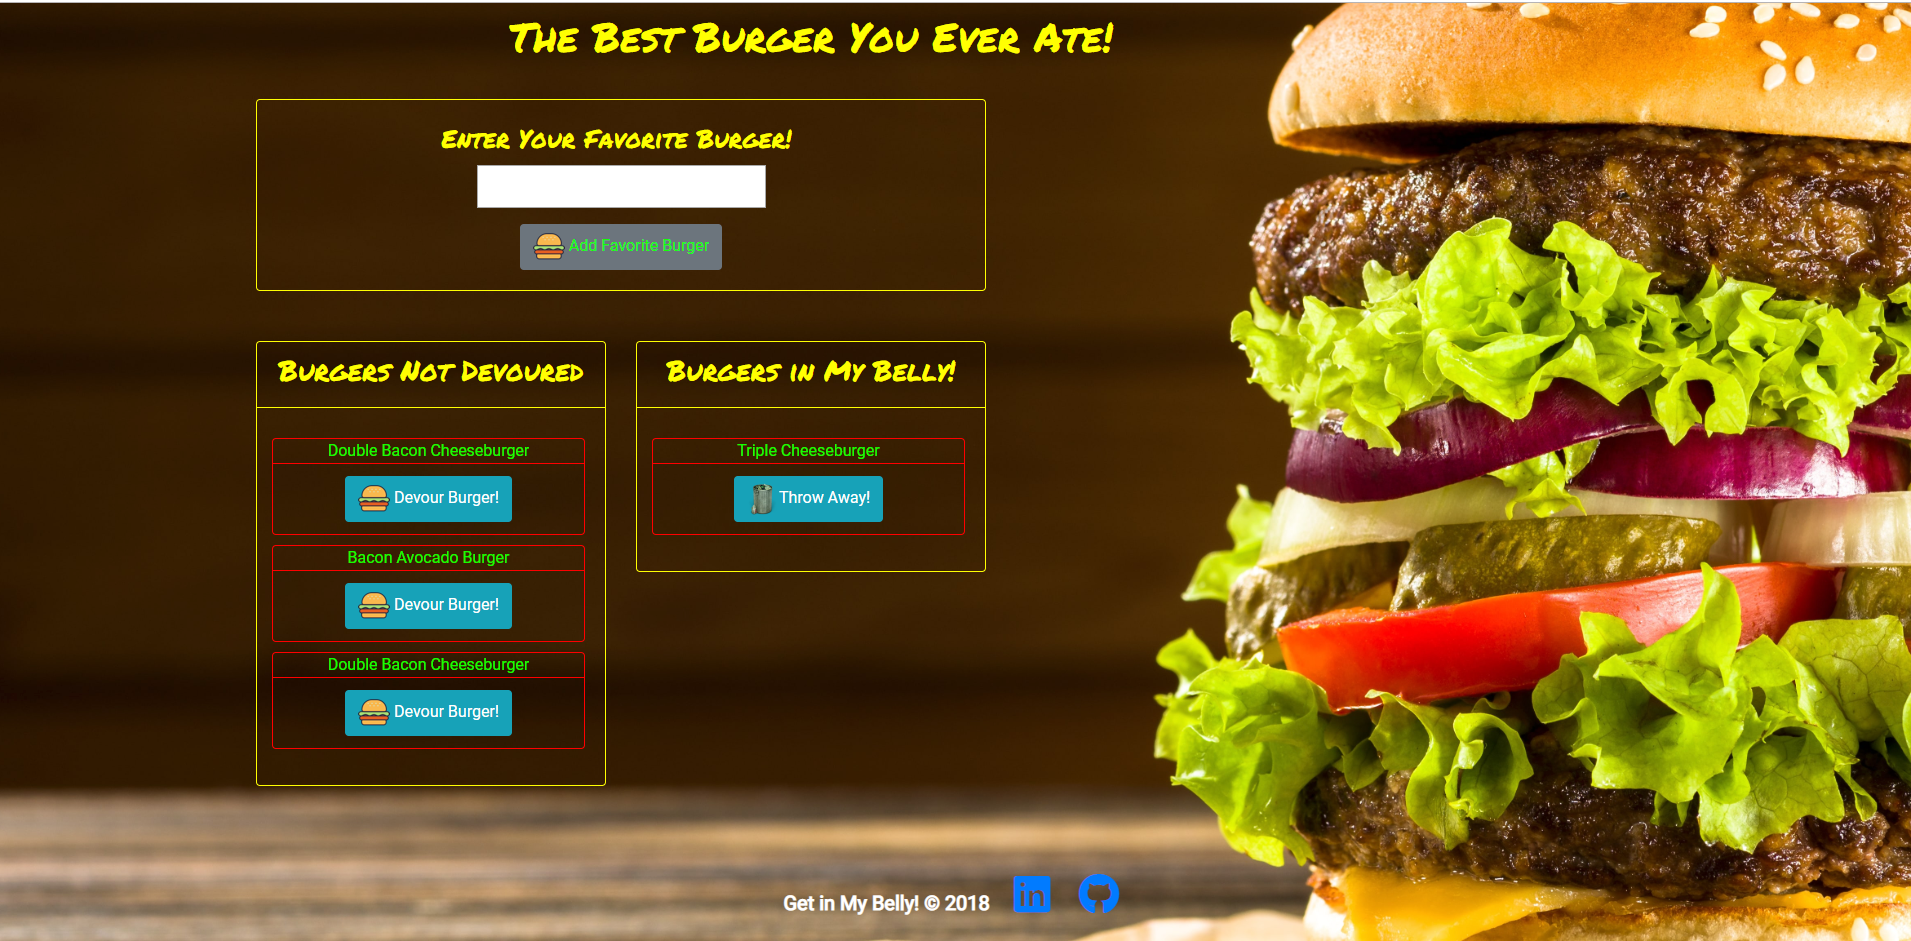 The Best Burger You Ever Ate!
Enter Your Favorite Burger!
Add Favorite Burger
Burgers Not Devoured
Double Bacon Cheeseburger
Devour Burger!
Bacon Avocado Burger
Devour Burger!
Double Bacon Cheeseburger
Devour Burger!
Burgers in My Belly!
Triple Cheeseburger
Throw Away!
Get in My Belly! © 2018
in